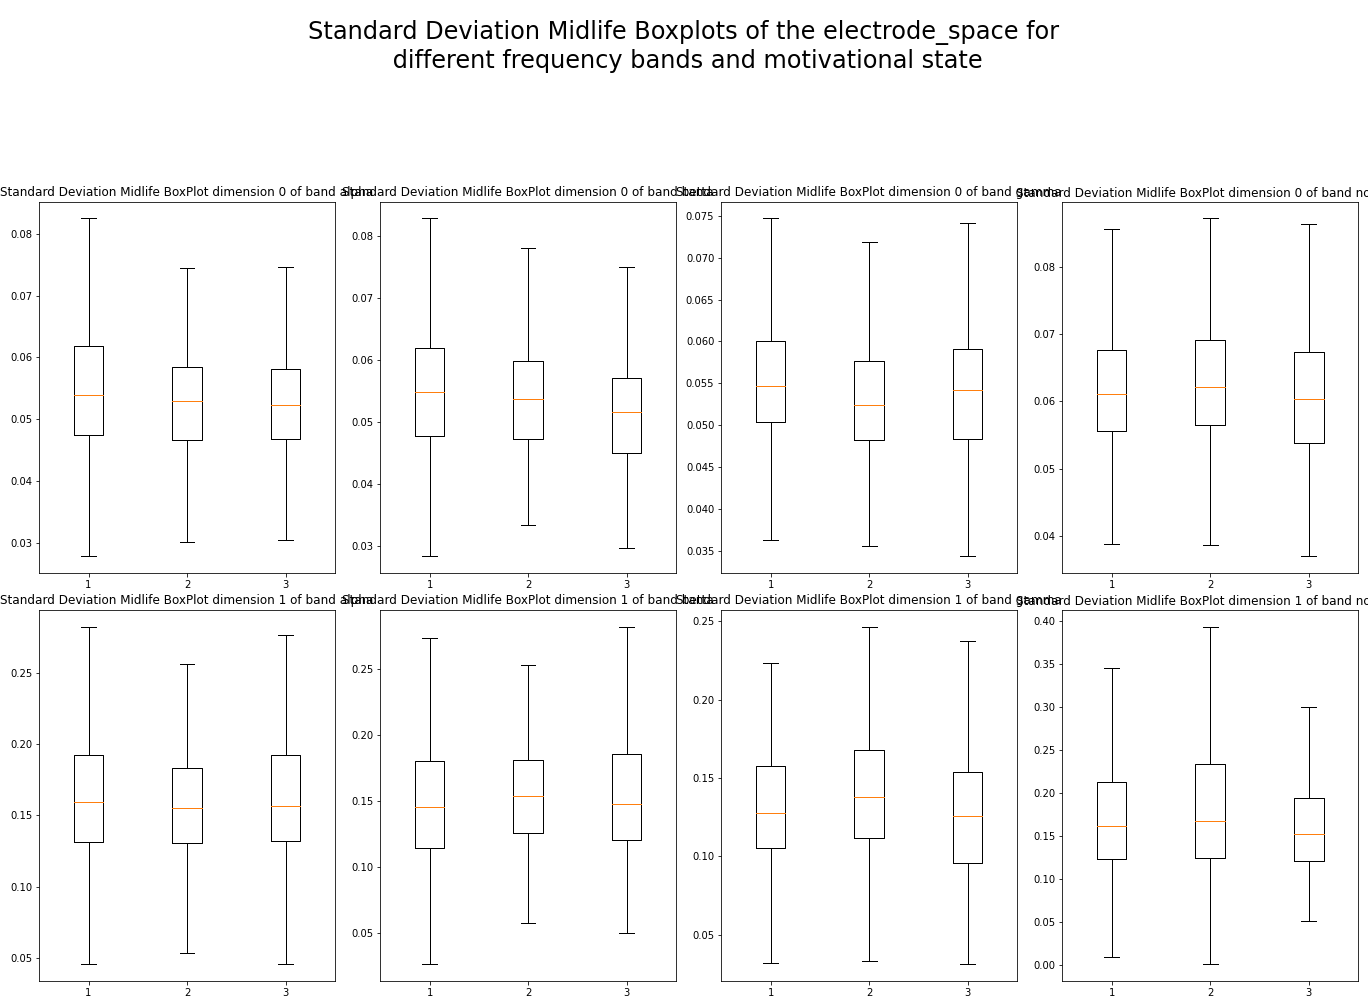 Standard Deviation Midlife Boxplots of the electrode_space for
different frequency bands and motivational state
Standard Deviation Midlife BoxPlot dimension 0 of band alpha
Standard Deviation Midlife BoxPlot dimension 0 of band beta
Standard Deviation Midlife BoxPlot dimension 0 of band gamma
Standard Deviation Midlife BoxPlot dimension 0 of band no
0.08
0.07
0.06
0.05
0.04
0.03
1 2 3
0.08
0.07
0.06
0.05
0.04
0.03
1 2 3
0.075
0.070
0.065
0.060
0.055
0.050
0.045
0.040
0.035
1 2 3
0.08
0.07
0.06
0.05
0.04
1 2 3
Standard Deviation Midlife BoxPlot dimension 1 of band alpha
Standard Deviation Midlife BoxPlot dimension 1 of band beta
Standard Deviation Midlife BoxPlot dimension 1 of band gamma
Standard Deviation Midlife BoxPlot dimension 1 of band no
0.25
0.20
0.15
0.10
0.05
1 2 3
0.25
0.20
0.15
0.10
0.05
1 2 3
0.25
0.20
0.15
0.10
0.05
1 2 3
0.40
0.35
0.30
0.25
0.20
0.15
0.10
0.05
0.00
1 2 3